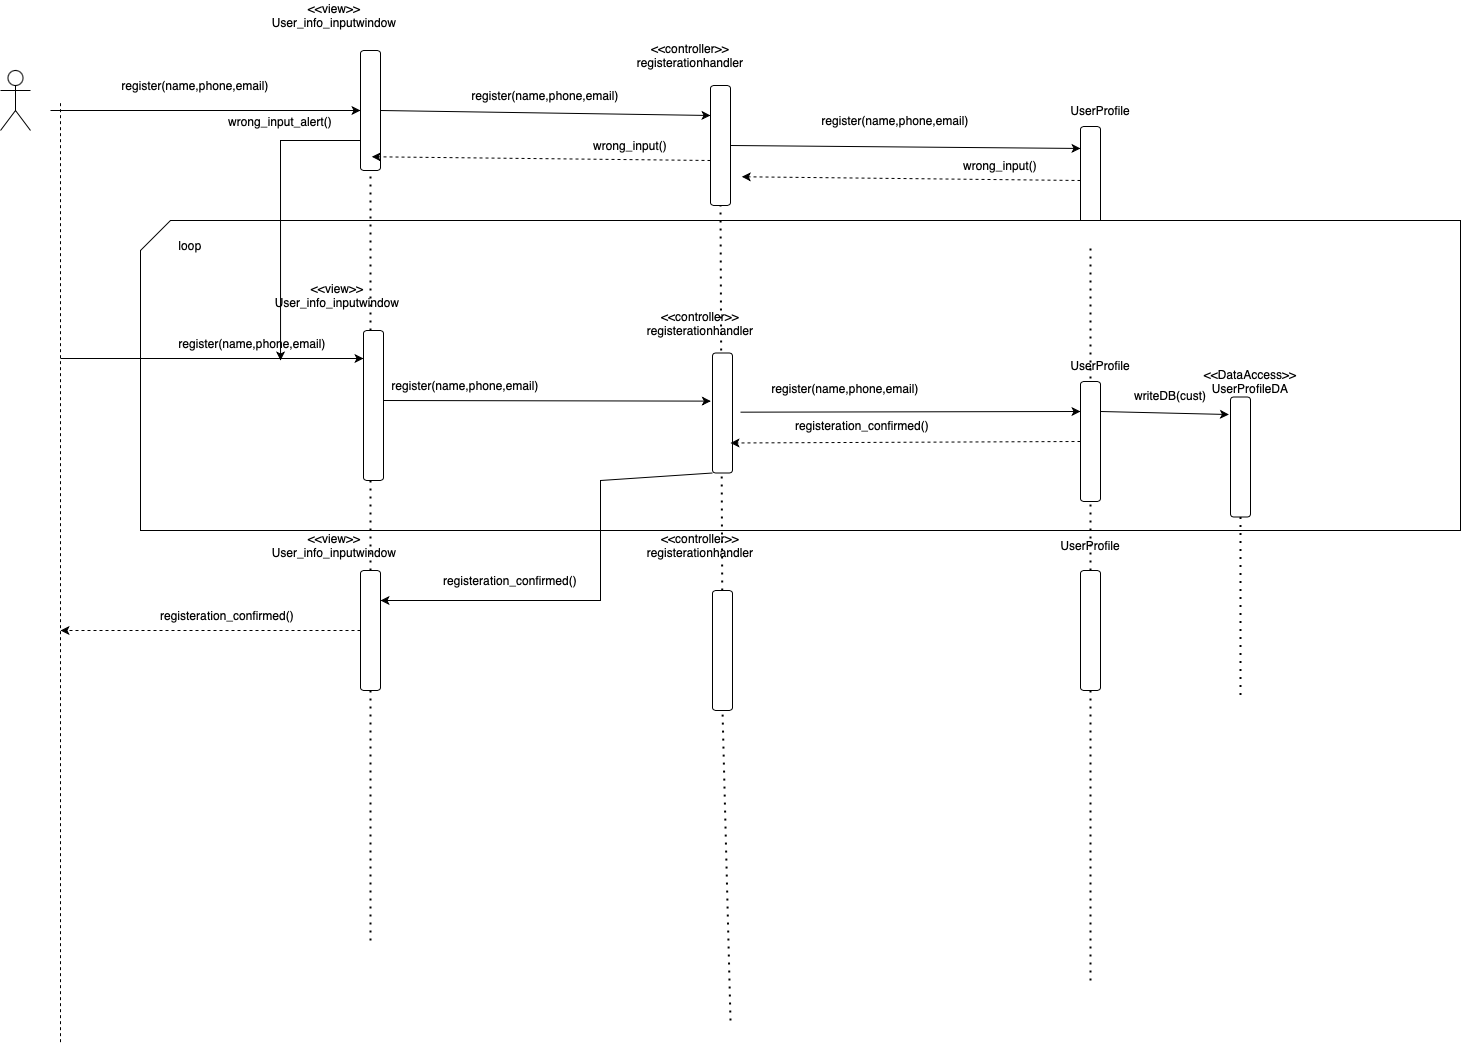 <<view>>
User_info_inputwindow
<<controller>>
registerationhandler
register(name,phone,email)
register(name,phone,email)
UserProfile
wrong_input_alert()
register(name,phone,email)
wrong_input()
wrong_input()
loop
<<view>>
User_info_inputwindow
<<controller>>
registerationhandler
register(name,phone,email)
UserProfile
<<DataAccess>>
UserProfileDA
register(name,phone,email)
register(name,phone,email)
writeDB(cust)
registeration_confirmed()
<<view>>
User_info_inputwindow
<<controller>>
registerationhandler
UserProfile
registeration_confirmed()
registeration_confirmed()